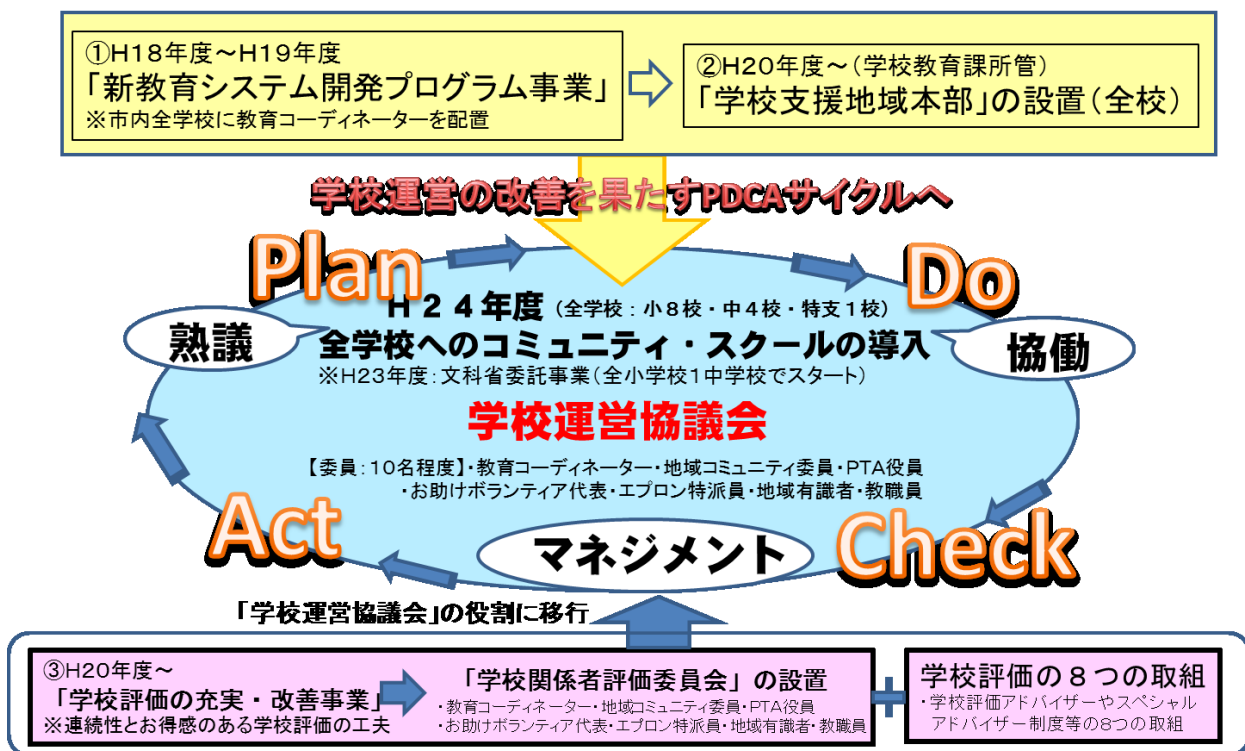 ①H18年度～H19年度
「新教育システム開発プログラム事業」
※市内全学校に教育コーディネーターを配置
②H20年度～(学校教育課所管)
「学校支援地域本部」の設置(全校)
学校運営の改善を果たすPDCAサイクルへ
Plan
Do
H24年度(全学校：小8校・中4校・特支1校)
熟議
全学校へのコミュニティ・スクールの導入
協働
※H23年度：文科省委託事業(全小学校1中学校でスタート)
学校運営協議会
【委員：10名程度】・教育コーディネーター・地域コミュニティ委員・PTA役員
・お助けボランティア代表・エプロン特派員・地域有識者・教職員
Act
マネジメント
Check
「学校運営協議会」の役割に移行
③H20年度～
「学校評価の充実・改善事業」
※連続性とお得感のある学校評価の工夫
「学校関係者評価委員会」の設置
・教育コーディネーター・地域コミュニティ委員・PTA役員
・お助けボランティア代表・エプロン特派員・地域有識者・教職員
学校評価の8つの取組
・学校評価アドバイザーやスペシャル
アドバイザー制度等の8つの取組